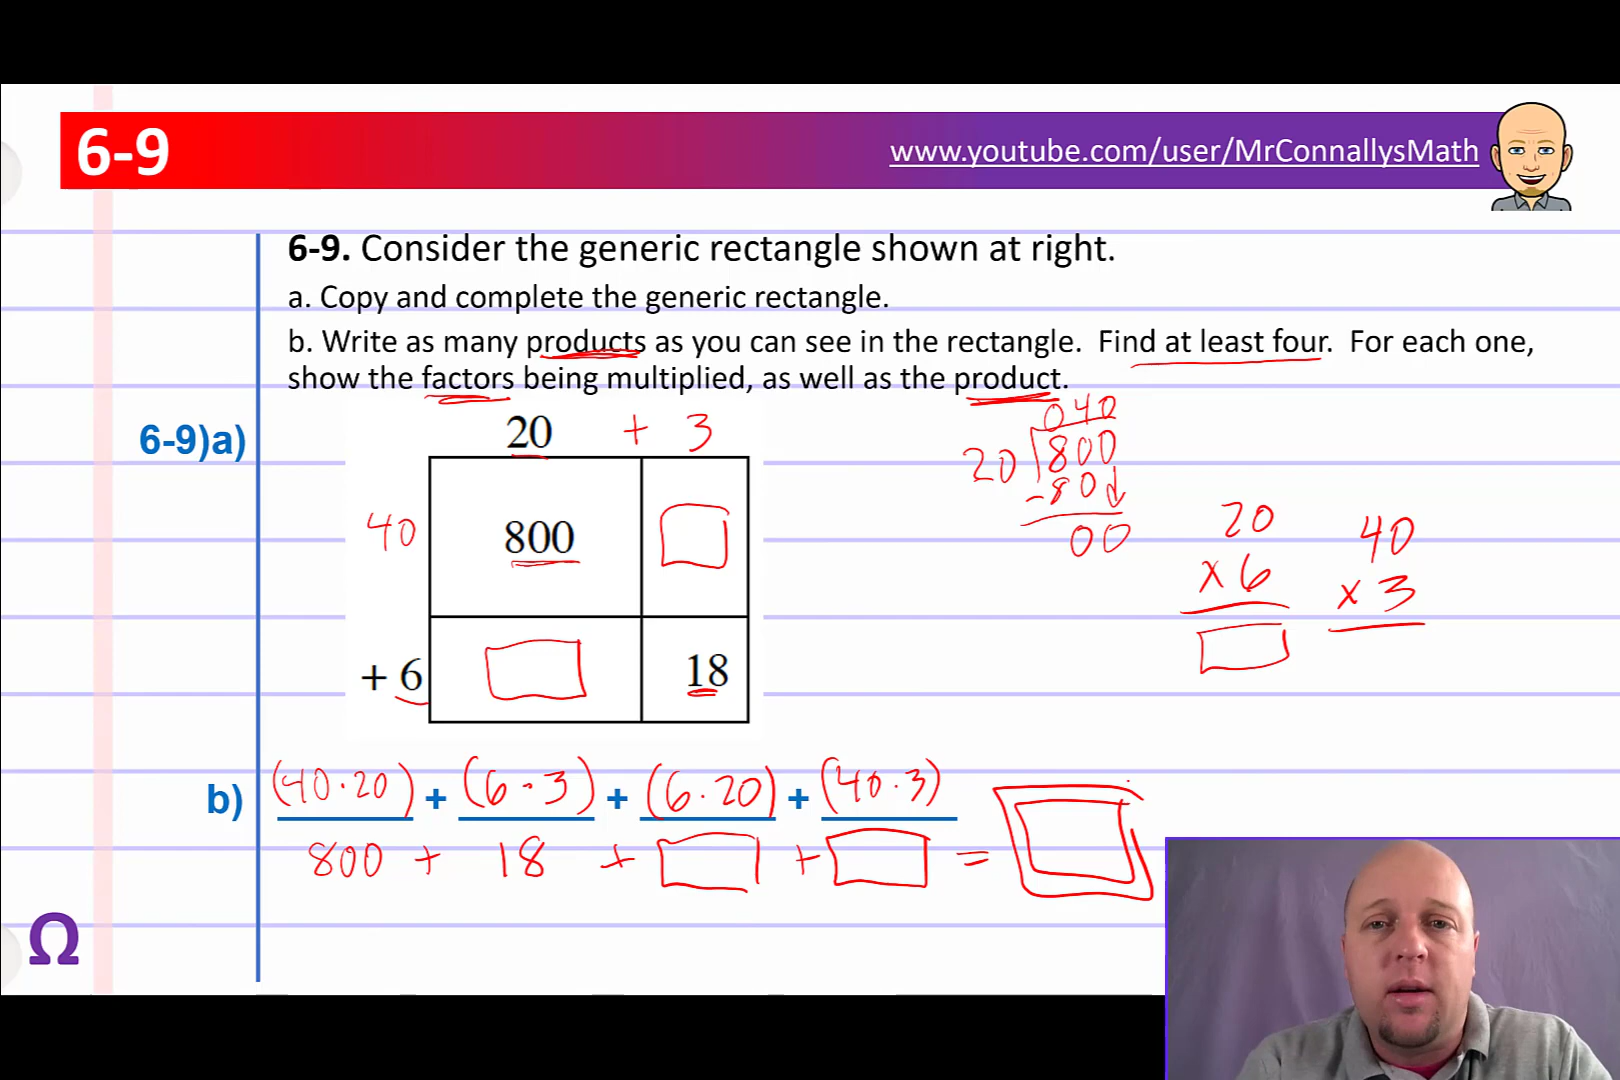 6-9
www.youtube.com/user/MrConnallysMath
6-9. Consider the generic rectangle shown at right.
a. Copy and complete the generic rectangle.
b. Write as many products as you can see in the rectangle. Find at least four. For each one,
show the factors being multiplied, as well as the product.
6-9)a)
20 + 3
40
800
+ 6
18
040
20 800
-80↓
00
20
x 6
40
x 3
b) (40·20) + (6·3) + (6·20) + (40·3)
800 + 18 + + =
Ω